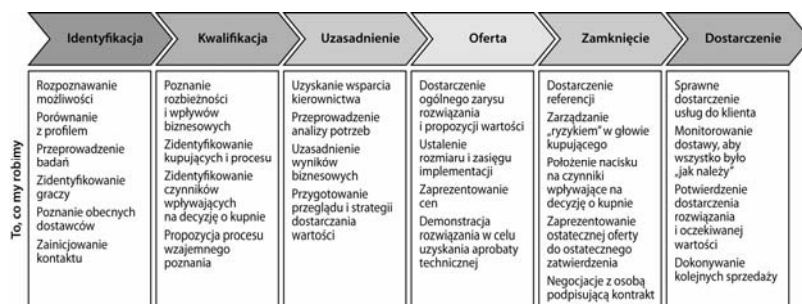 Identyfikacja
Kwalifikacja
Uzasadnienie
Oferta
Zamknięcie
Dostarczenie
To, co my robimy
Rozpoznawanie
możliwości
Porównanie
z profilem
Przeprowadzenie
badań
Zidentyfikowanie
graczy
Poznanie obecnych
dostawców
Zainicjowanie
kontaktu
Poznanie
rozbieżności
i wpływów
biznesowych
Zidentyfikowanie
kupujących i procesu
Zidentyfikowanie
czynników
wpływających
na decyzję o kupnie
Propozycja procesu
wzajemnego
poznania
Uzyskanie wsparcia
kierownictwa
Przeprowadzenie
analizy potrzeb
Uzasadnienie
wyników
biznesowych
Przygotowanie
przeglądu i strategii
dostarczania
wartości
Dostarczenie
ogólnego zarysu
rozwiązania
i propozycji wartości
Ustalenie
rozmiaru i zasięgu
implementacji
Zaprezentowanie
cen
Demonstracja
rozwiązania w celu
uzyskania aprobaty
technicznej
Dostarczenie
referencji
Zarządzanie
„ryzykiem” w głowie
kupującego
Położenie nacisku
na czynniki
wpływające na
decyzję o kupnie
Zaprezentowanie
ostatecznej oferty
do ostatecznego
zatwierdzenia
Negocjacje z osobą
podpisującą kontrakt
Sprawne
dostarczenie
usług do klienta
Monitorowanie
dostawy, aby
wszystko było
„jak należy”
Potwierdzenie
dostarczenia
rozwiązania
i oczekiwanej
wartości
Dokonywanie
kolejnych sprzedaży